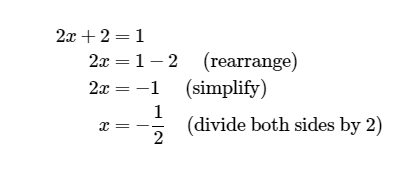 2x + 2 = 1
2x = 1 − 2 (rearrange)
2x = −1 (simplify)
x = −1/2 (divide both sides by 2)